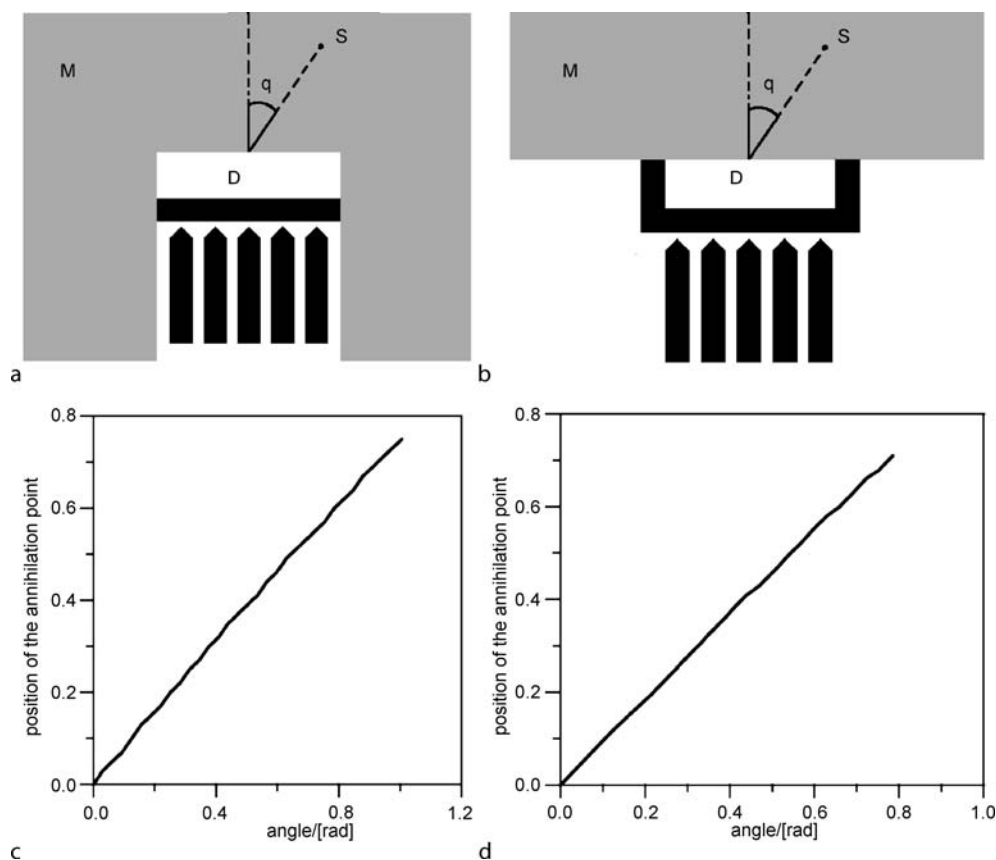 M
S
q
D
a
M
S
q
D
b
position of the annihilation point
0.8
0.6
0.4
0.2
0.0
0.0 0.4 0.8 1.2
angle/[rad]
c
position of the annihilation point
0.8
0.6
0.4
0.2
0.0
0.0 0.2 0.4 0.6 0.8 1.0
angle/[rad]
d